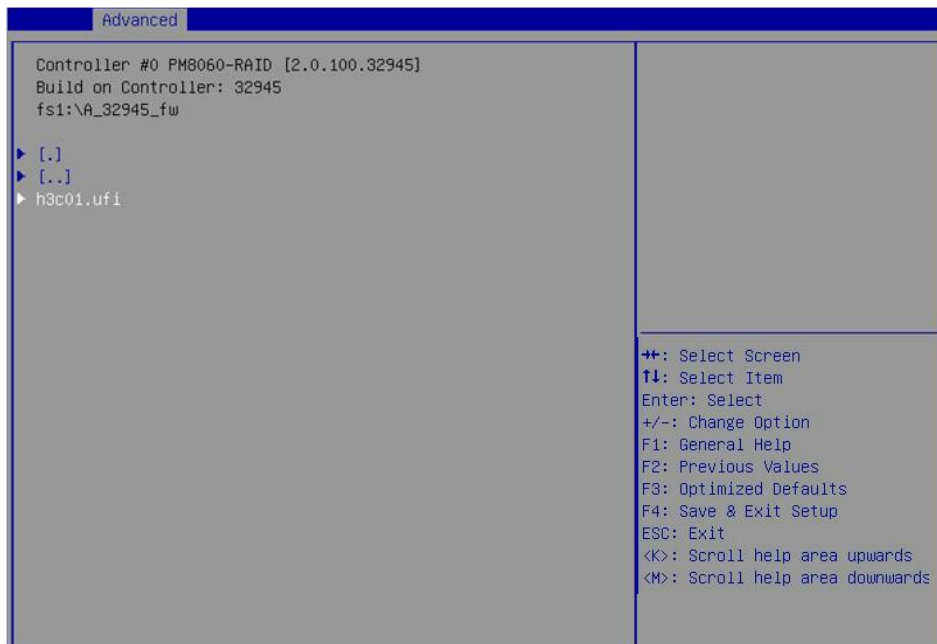 Advanced
Controller #0 PM8060-RAID [2.0.100.32945]
Build on Controller: 32945
fs1:\A_32945_fw
[.]
[..]
h3c01.ufi
→←: Select Screen
↑↓: Select Item
Enter: Select
+/-: Change Option
F1: General Help
F2: Previous Values
F3: Optimized Defaults
F4: Save & Exit Setup
ESC: Exit
<K>: Scroll help area upwards
<M>: Scroll help area downwards